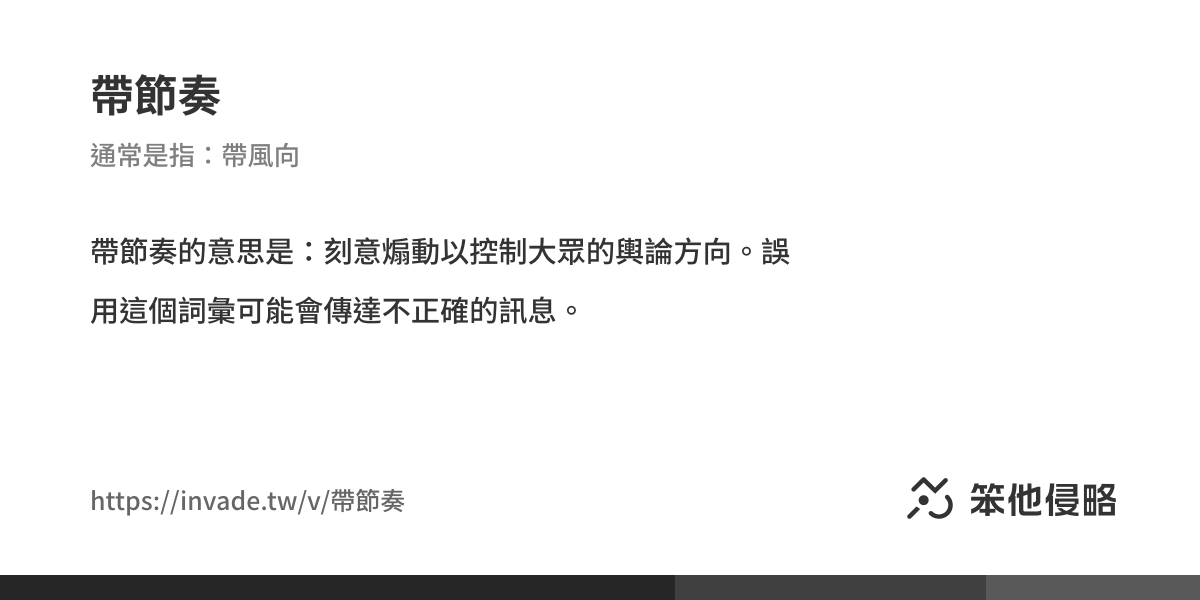 帶節奏
通常是指：帶風向
帶節奏的意思是：刻意煽動以控制大眾的輿論方向。誤
用這個詞彙可能會傳達不正確的訊息。
https://invade.tw/v/帶節奏
笨他侵略